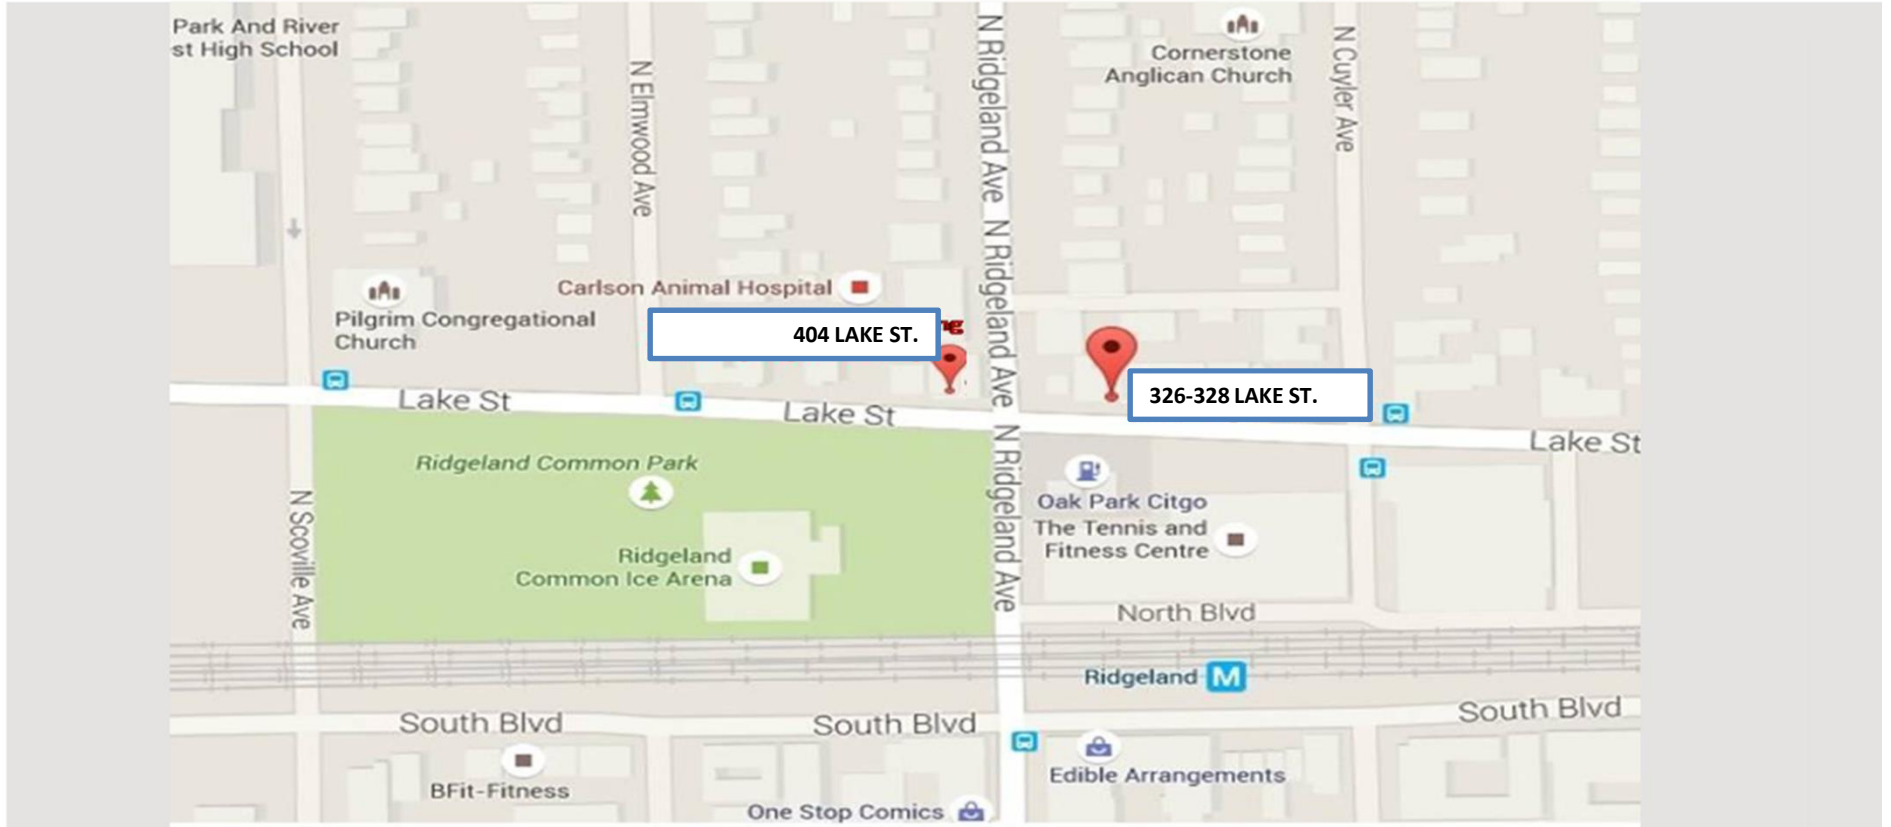 Park And River
st High School
N Elmwood Ave
N Ridgeland Ave
N Ridgeland Ave
Cornerstone
Anglican Church
N Cuyler Ave
Carlson Animal Hospital
Pilgrim Congregational
Church
404 LAKE ST.
ng
326-328 LAKE ST.
Lake St
Lake St
Lake St
Ridgeland Common Park
N Scoville Ave
N Ridgeland Ave
Oak Park Citgo
The Tennis and
Fitness Centre
Ridgeland
Common Ice Arena
North Blvd
Ridgeland M
South Blvd
South Blvd
South Blvd
BFit-Fitness
Edible Arrangements
One Stop Comics